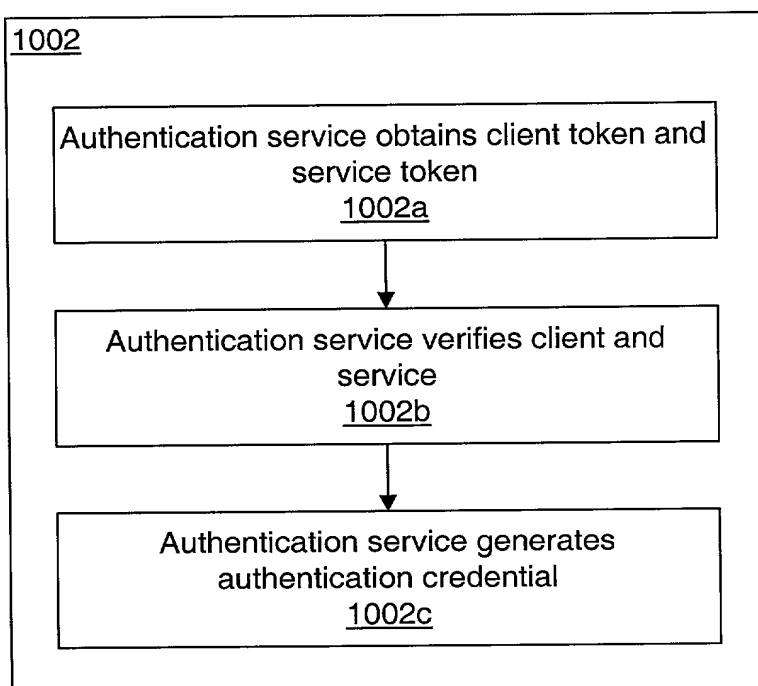 1002
Authentication service obtains client token and
service token
1002a
Authentication service verifies client and
service
1002b
Authentication service generates
authentication credential
1002c